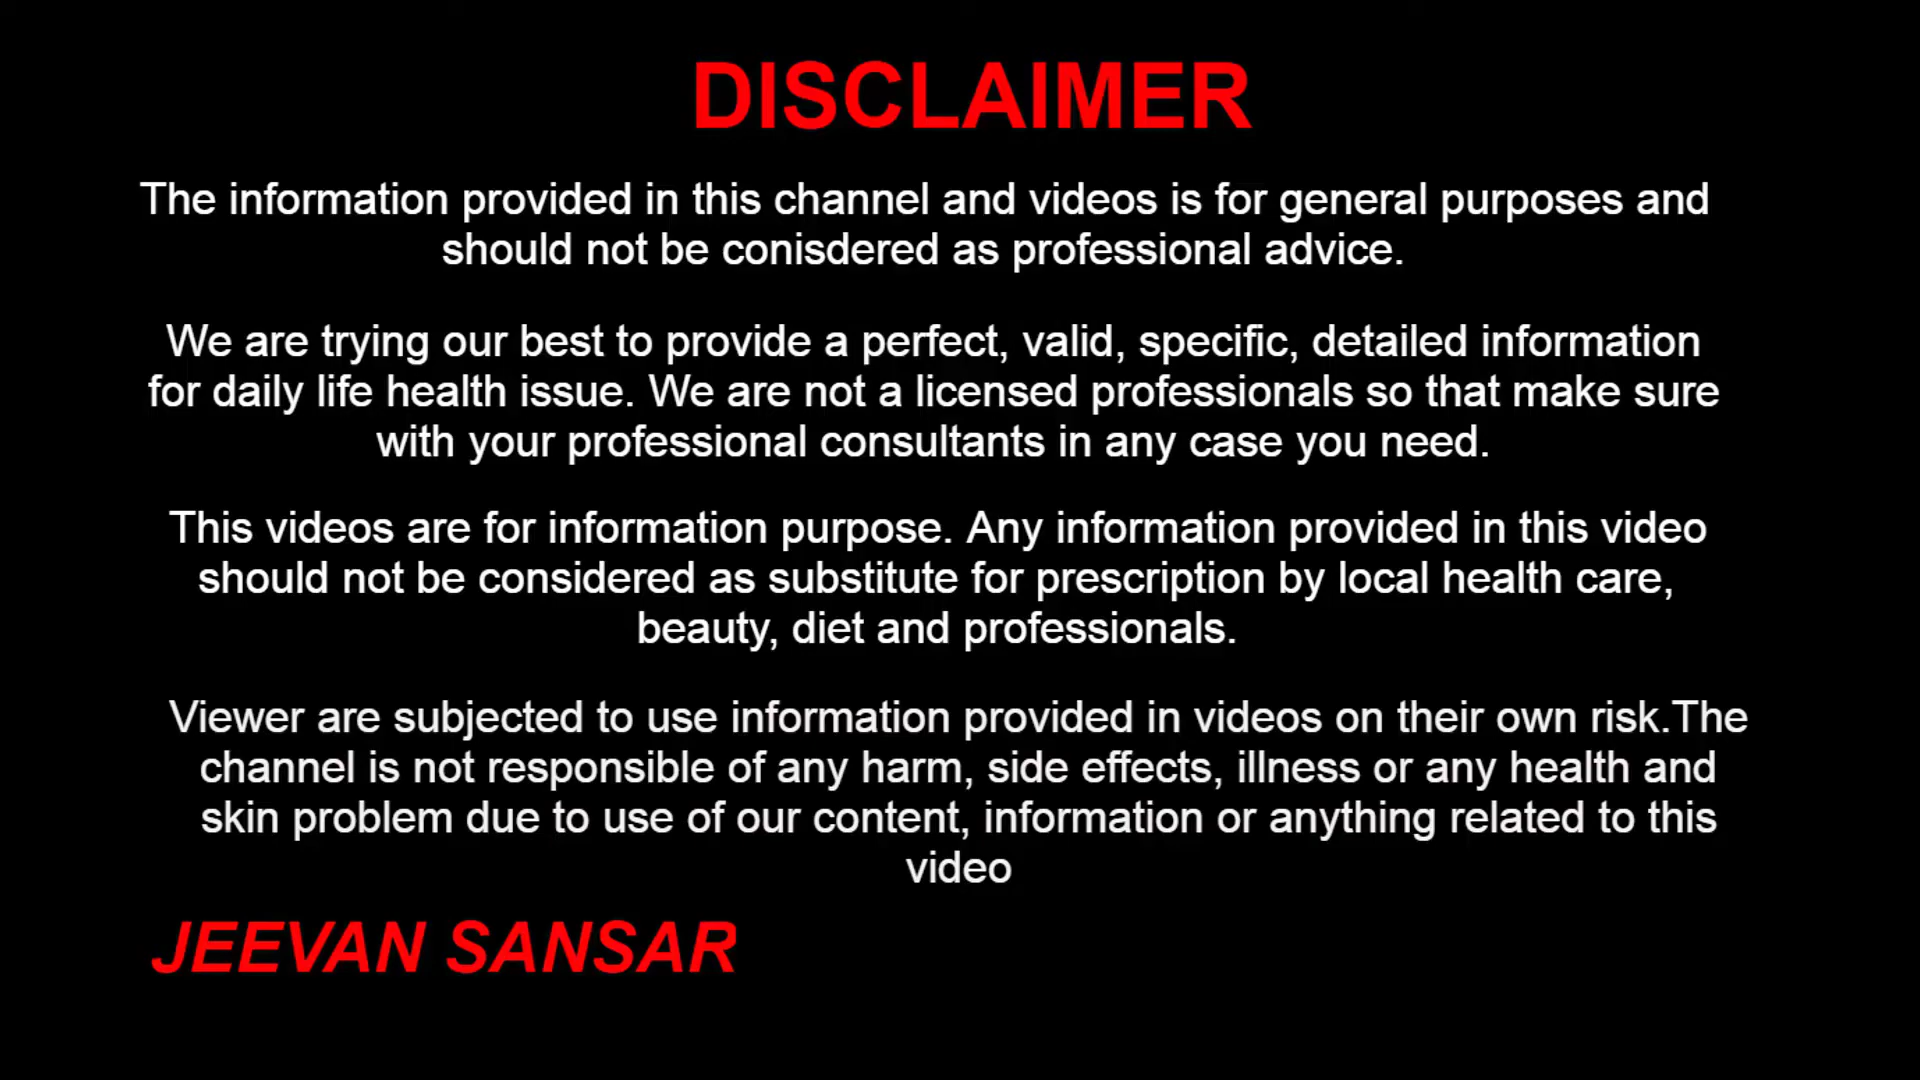 DISCLAIMER
The information provided in this channel and videos is for general purposes and
should not be conisdered as professional advice.
We are trying our best to provide a perfect, valid, specific, detailed information
for daily life health issue. We are not a licensed professionals so that make sure
with your professional consultants in any case you need.
This videos are for information purpose. Any information provided in this video
should not be considered as substitute for prescription by local health care,
beauty, diet and professionals.
Viewer are subjected to use information provided in videos on their own risk.The
channel is not responsible of any harm, side effects, illness or any health and
skin problem due to use of our content, information or anything related to this
video
JEEVAN SANSAR